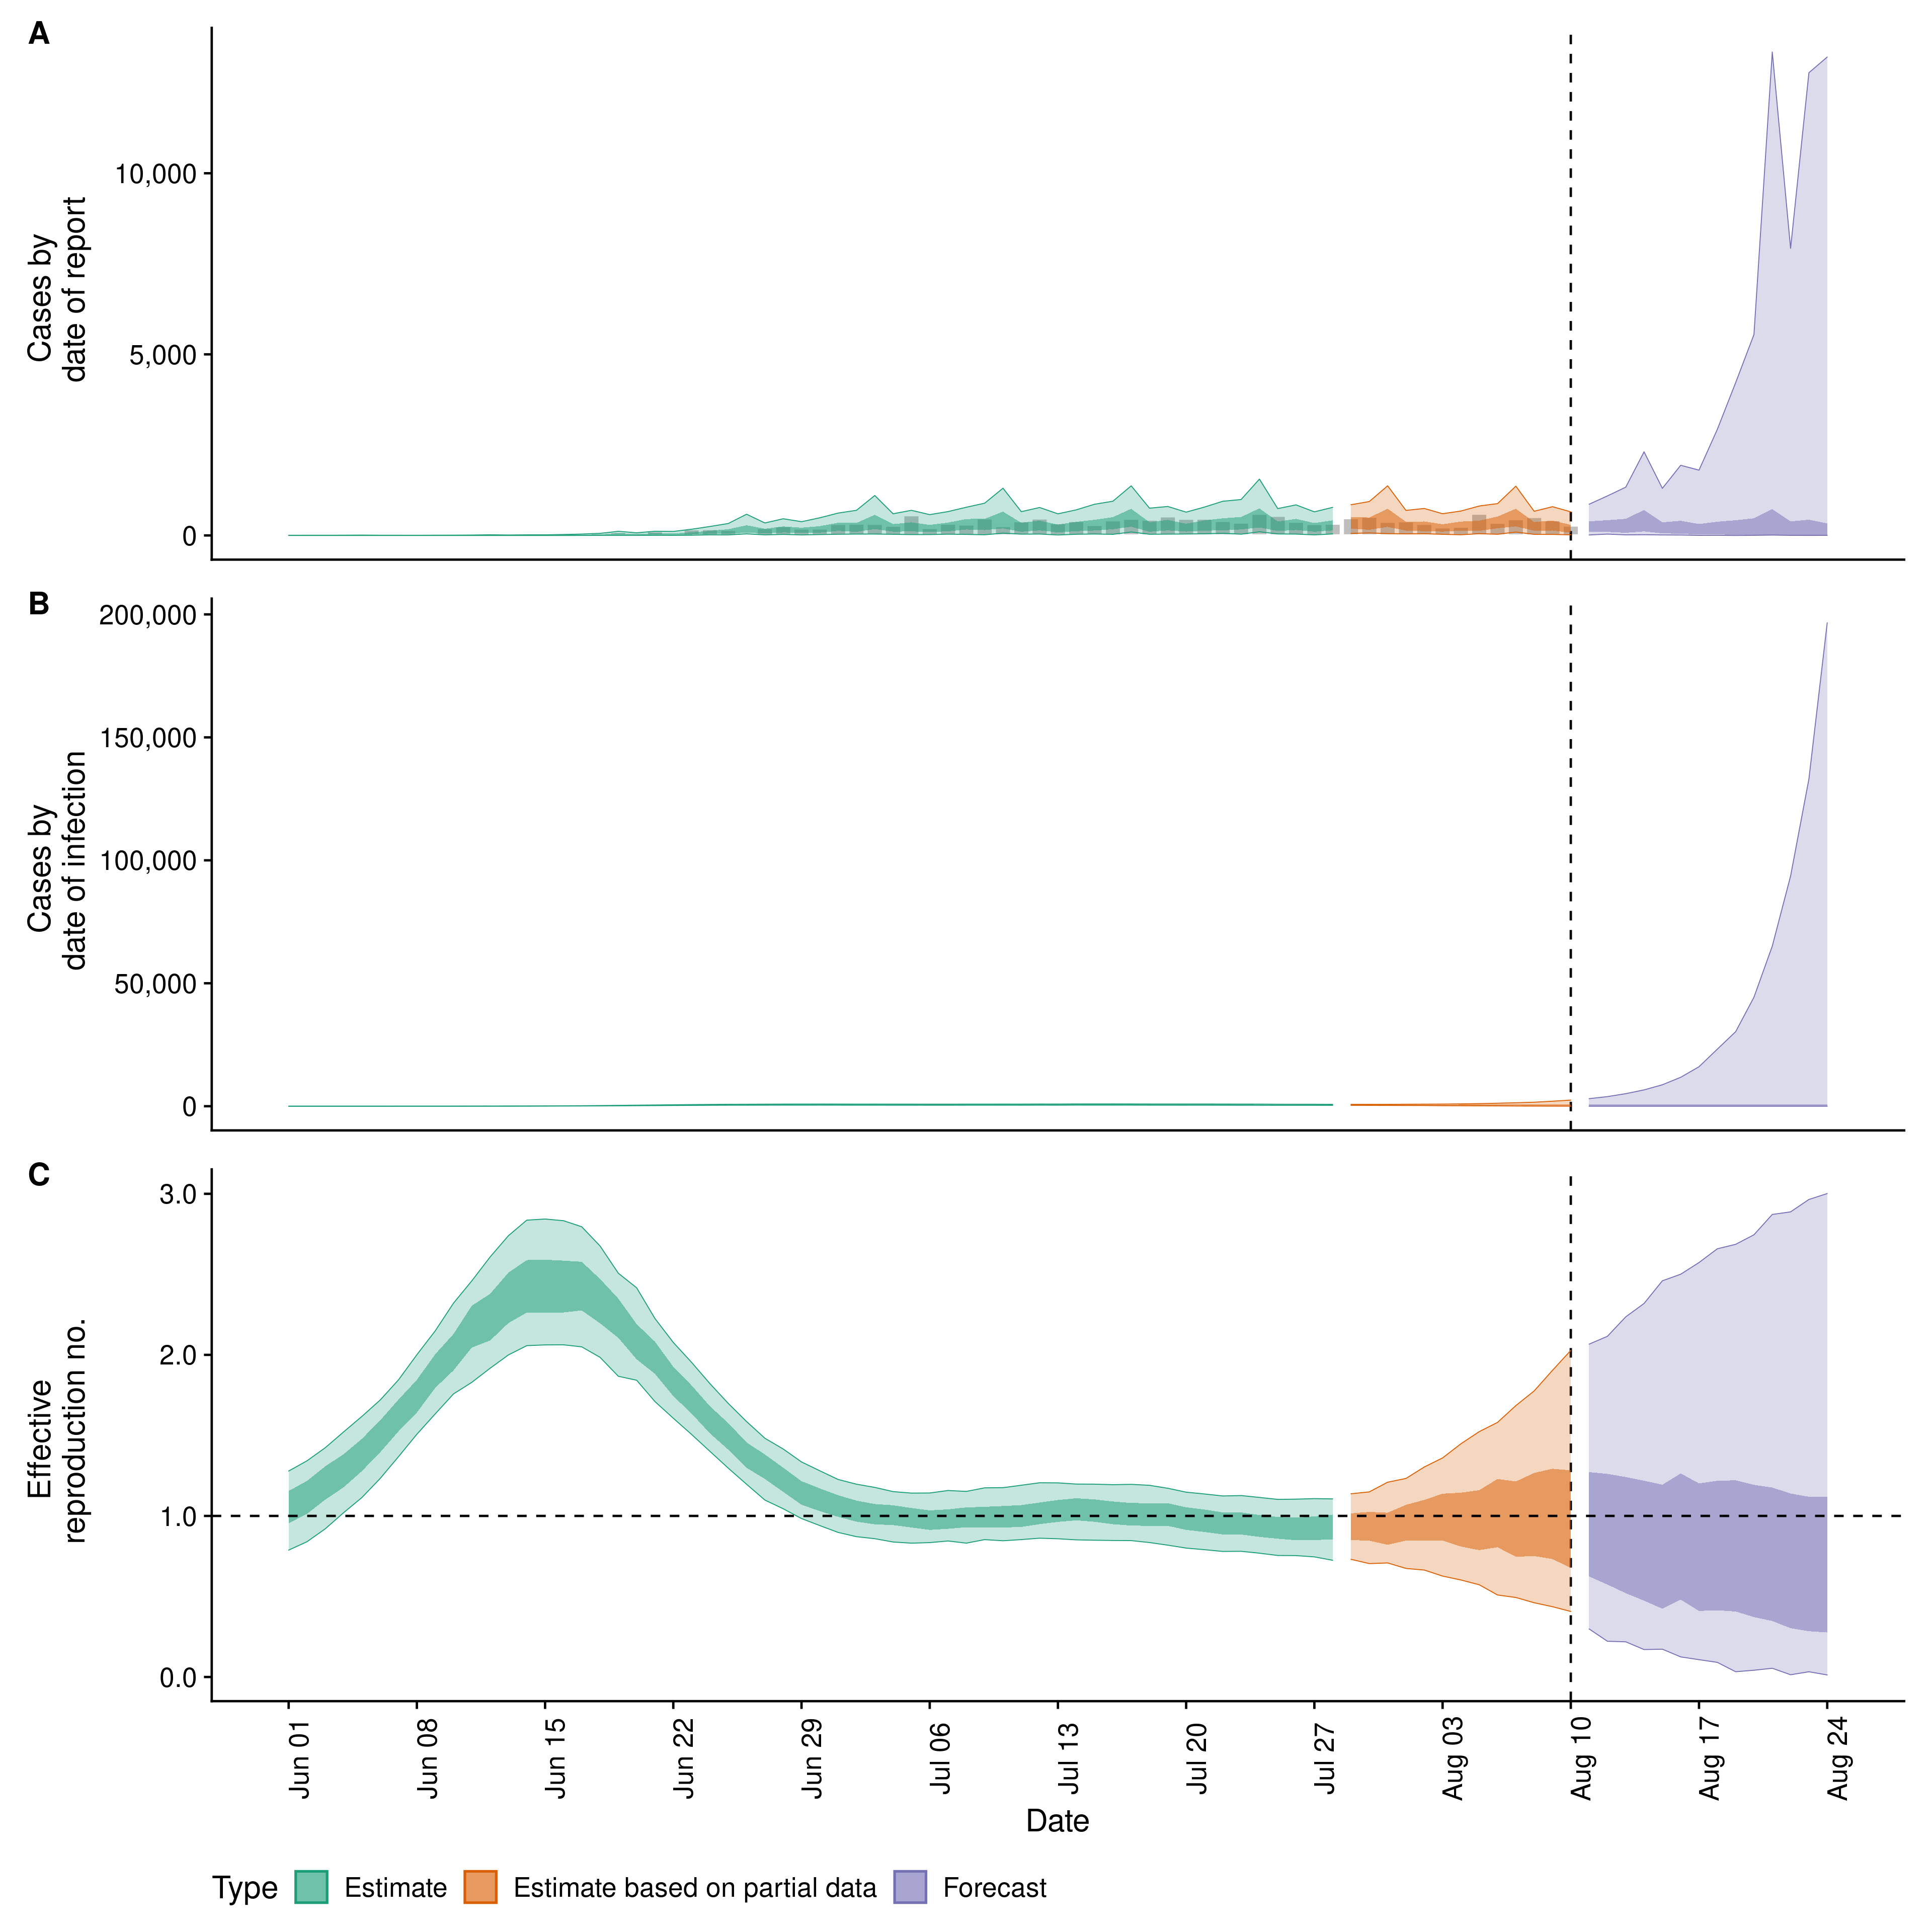 A
Cases by
date of report
10,000
5,000
0
B
Cases by
date of infection
200,000
150,000
100,000
50,000
0
C
Effective
reproduction no.
3.0
2.0
1.0
0.0
Jun 01
Jun 08
Jun 15
Jun 22
Jun 29
Jul 06
Jul 13
Jul 20
Jul 27
Aug 03
Aug 10
Aug 17
Aug 24
Date
Type Estimate Estimate based on partial data Forecast